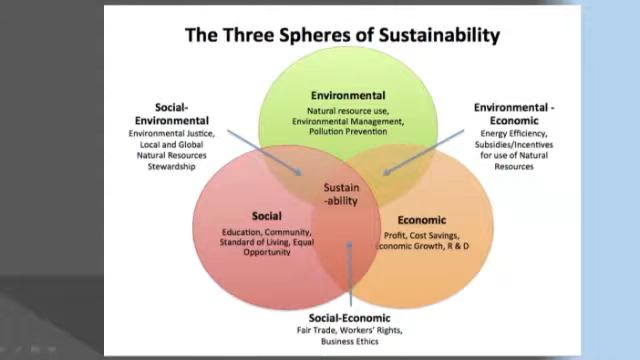 The Three Spheres of Sustainability
Environmental
Natural resource use,
Environmental Management,
Pollution Prevention
Social-
Environmental
Environmental Justice,
Local and Global
Natural Resources
Stewardship
Environmental -
Economic
Energy Efficiency,
Subsidies/Incentives
for use of Natural
Resources
Sustain
-ability
Social
Education, Community,
Standard of Living, Equal
Opportunity
Economic
Profit, Cost Savings,
Economic Growth, R & D
Social-Economic
Fair Trade, Workers' Rights,
Business Ethics